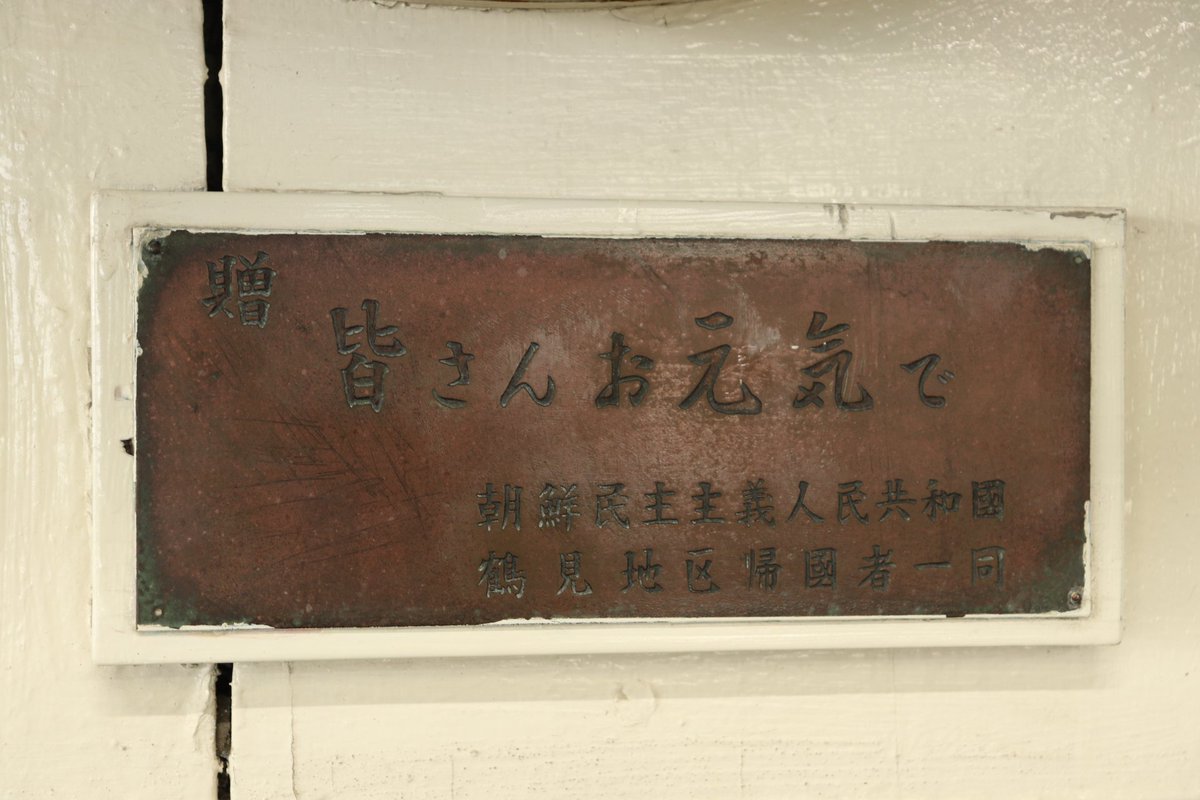 贈
皆さんお元気で
朝鮮民主主義人民共和國
鶴見地区帰國者一同